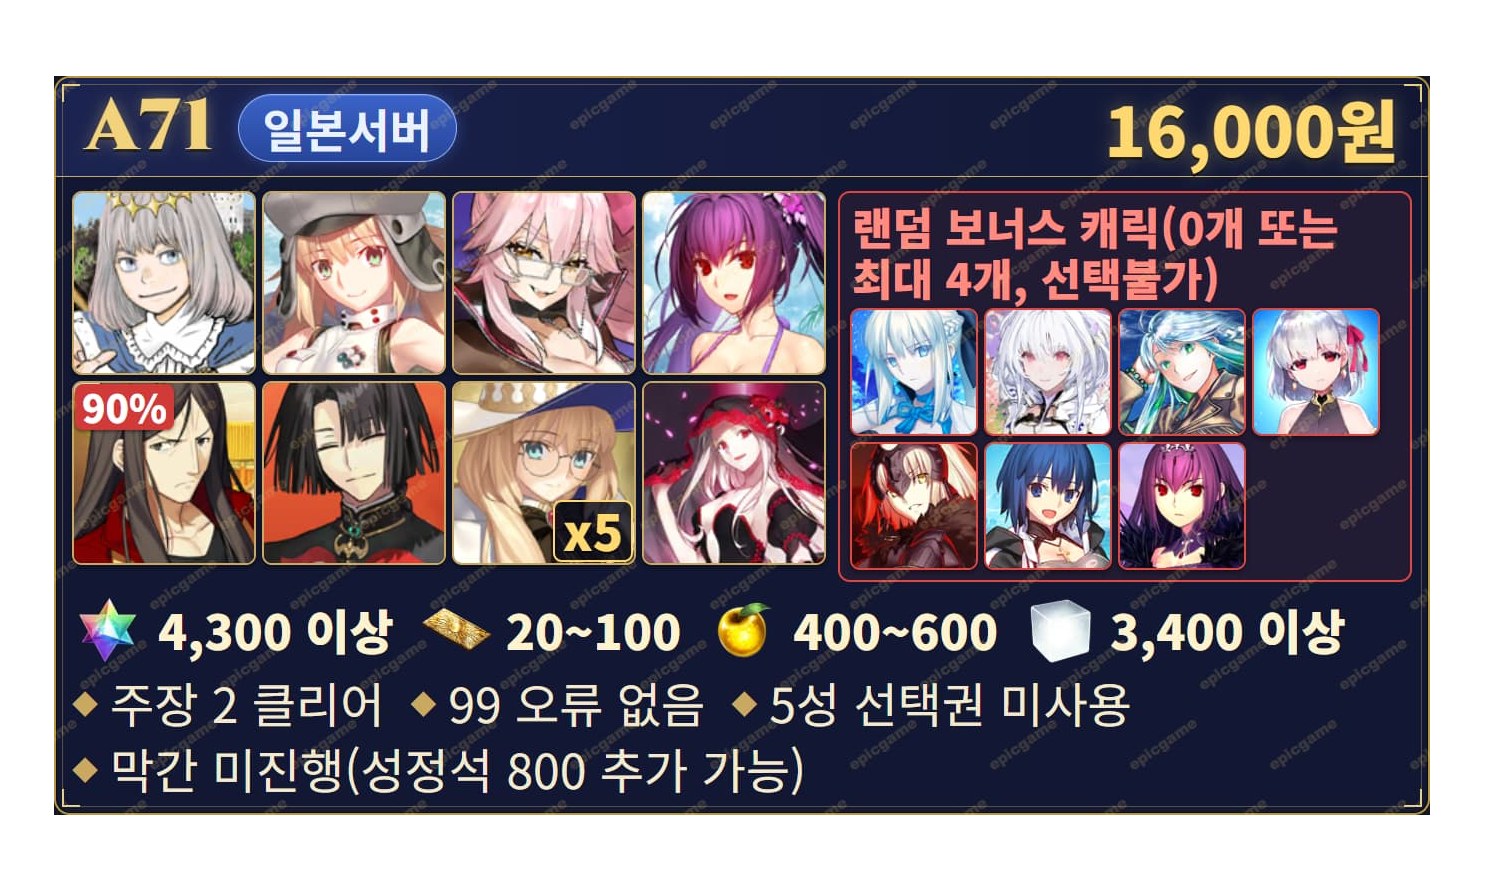 A71 일본서버 16,000원
랜덤 보너스 캐릭(0개 또는
최대 4개, 선택불가)
90%
x5
4,300 이상 20~100 400~600 3,400 이상
◆ 주장 2 클리어 ◆ 99 오류 없음 ◆ 5성 선택권 미사용
◆ 막간 미진행(성정석 800 추가 가능)
epicgame